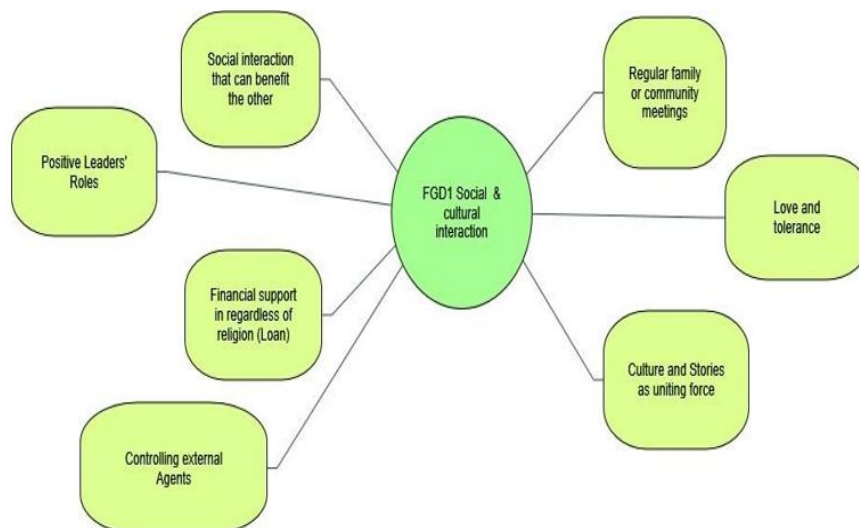 Social interaction
that can benefit
the other
Regular family
or community
meetings
Positive Leaders'
Roles
FGD1 Social &
cultural
interaction
Love and
tolerance
Financial support
in regardless of
religion (Loan)
Culture and Stories
as uniting force
Controlling external
Agents